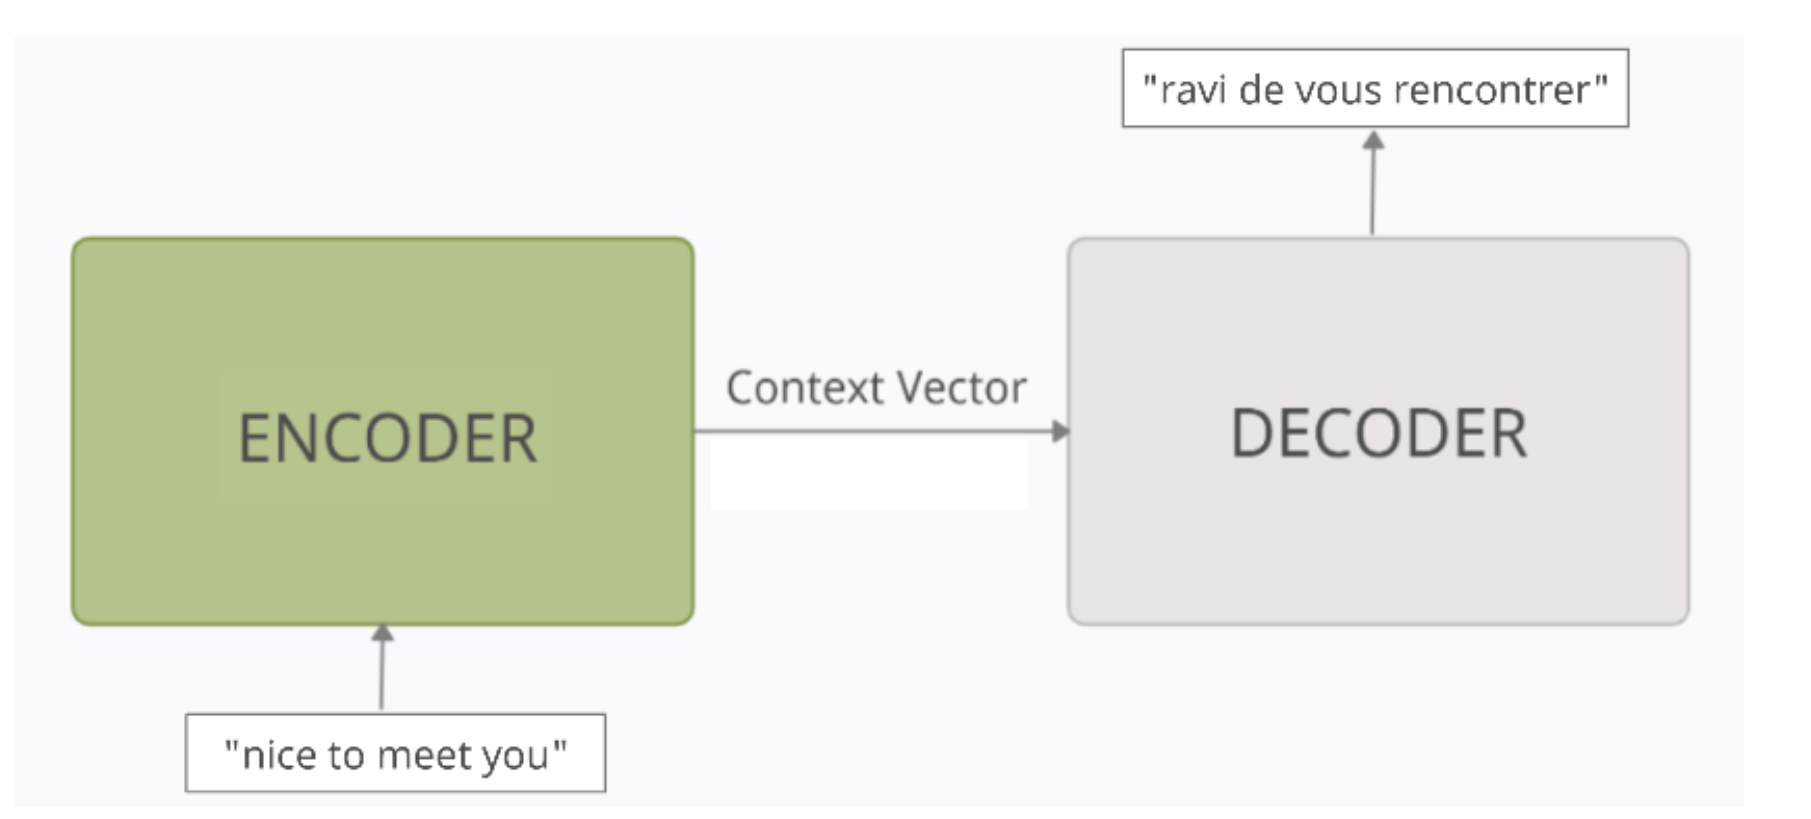 "ravi de vous rencontrer"
Context Vector
ENCODER
DECODER
"nice to meet you"